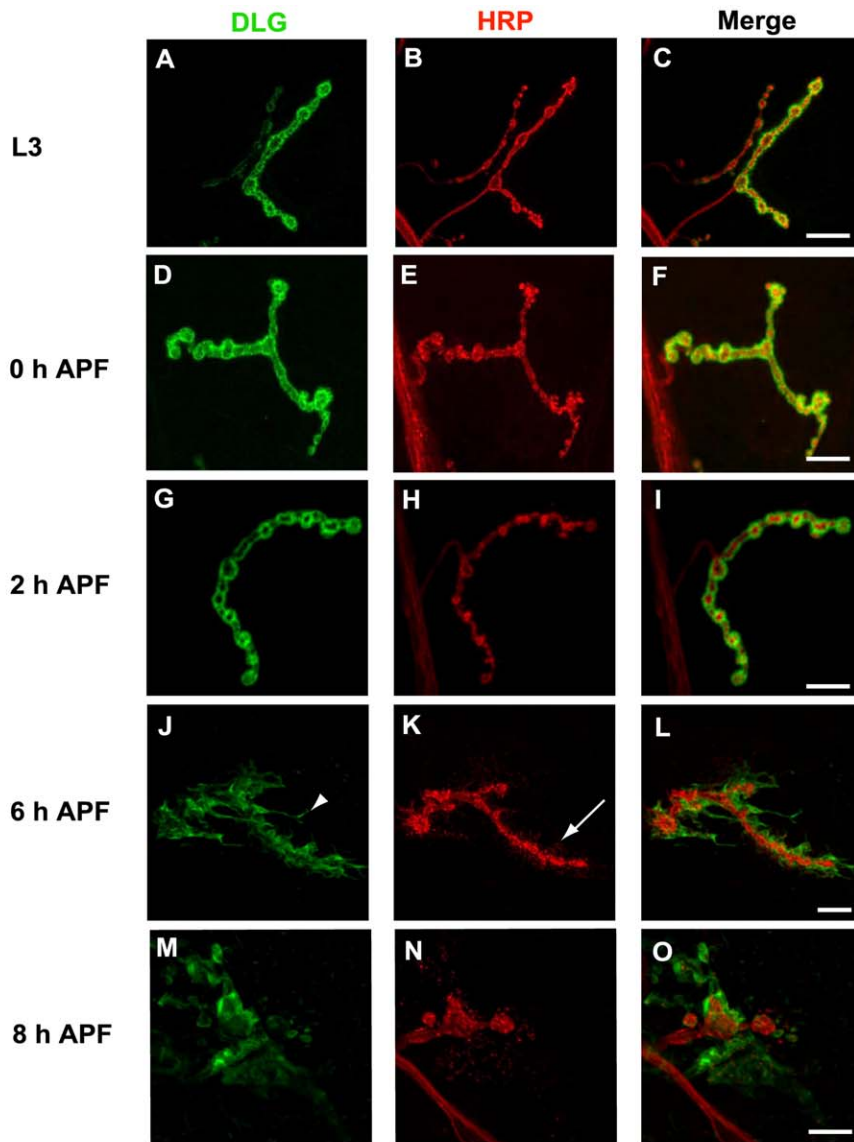 DLG HRP Merge
L3 A B C
0 h APF D E F
2 h APF G H I
6 h APF J K L
8 h APF M N O